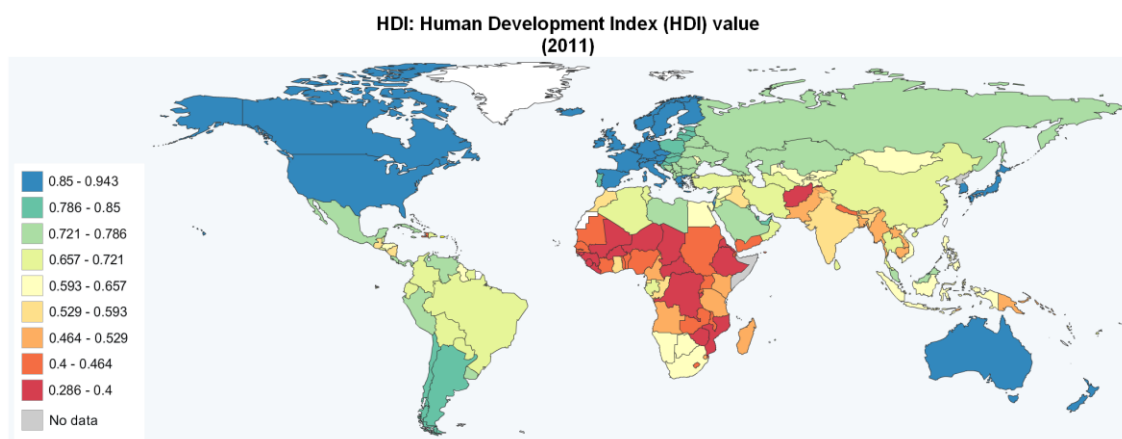 HDI: Human Development Index (HDI) value
(2011)
0.85 - 0.943
0.786 - 0.85
0.721 - 0.786
0.657 - 0.721
0.593 - 0.657
0.529 - 0.593
0.464 - 0.529
0.4 - 0.464
0.286 - 0.4
No data